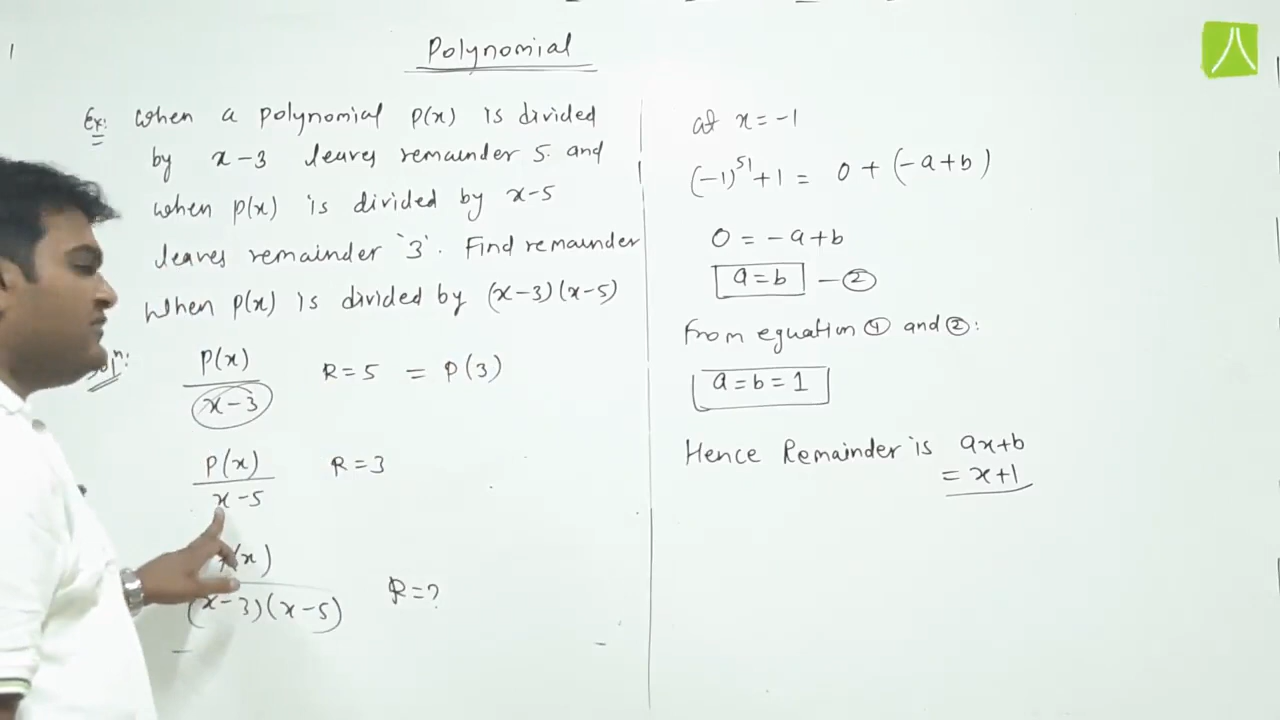 Polynomial
Ex: When a polynomial P(x) is divided
by x-3 leaves remainder 5. and
when P(x) is divided by x-5
leaves remainder '3'. Find remainder
When P(x) is divided by (x-3)(x-5)
P(x)/(x-3) R=5 = P(3)
P(x)/(x-5) R=3
(x)/(x-3)(x-5) R=?
at x=-1
(-1)^51+1 = 0+(-a+b)
0 = -a+b
a=b —②
From equation ① and ②:
a=b=1
Hence Remainder is ax+b
= x+1